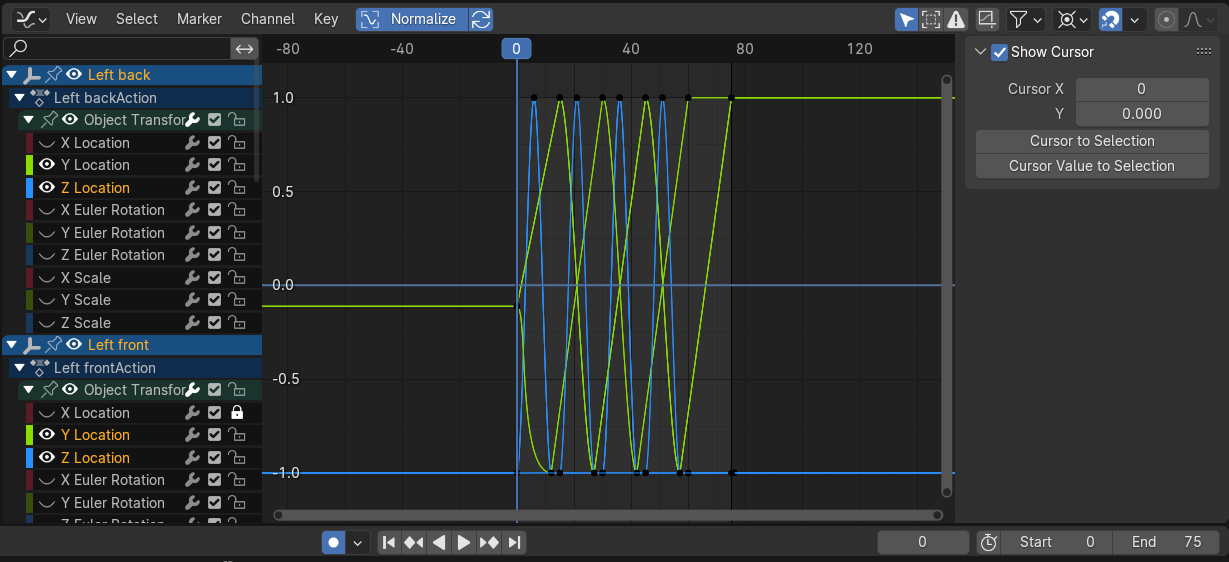 View Select Marker Channel Key Normalize
-80 -40 0 40 80 120
Left back
Left backAction
Object Transfor
X Location
Y Location
Z Location
X Euler Rotation
Y Euler Rotation
Z Euler Rotation
X Scale
Y Scale
Z Scale
Left front
Left frontAction
Object Transfor
X Location
Y Location
Z Location
X Euler Rotation
Y Euler Rotation
Z Euler Rotation
1.0
0.5
0.0
-0.5
-1.0
Show Cursor
Cursor X 0
Y 0.000
Cursor to Selection
Cursor Value to Selection
0 Start 0 End 75